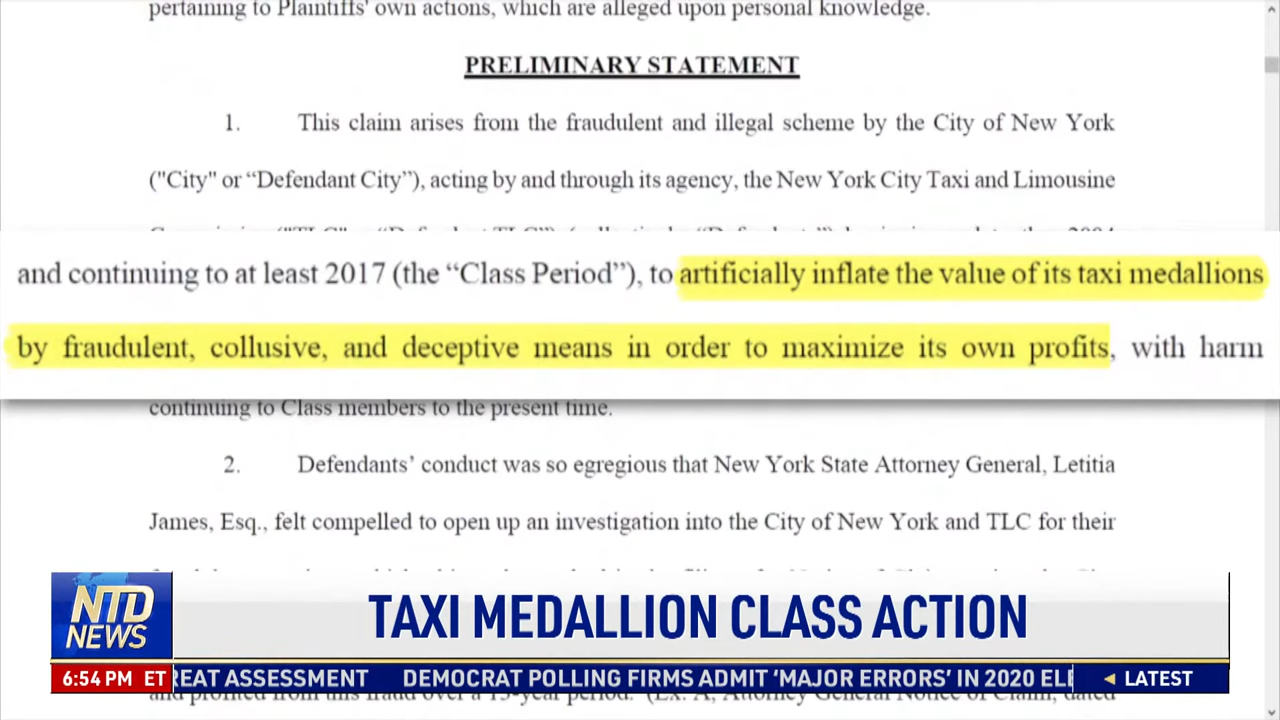 pertaining to Plaintiffs' own actions, which are alleged upon personal knowledge.
PRELIMINARY STATEMENT
1. This claim arises from the fraudulent and illegal scheme by the City of New York
("City" or “Defendant City”), acting by and through its agency, the New York City Taxi and Limousine
and continuing to at least 2017 (the “Class Period”), to artificially inflate the value of its taxi medallions
by fraudulent, collusive, and deceptive means in order to maximize its own profits, with harm
continuing to Class members to the present time.
2. Defendants’ conduct was so egregious that New York State Attorney General, Letitia
James, Esq., felt compelled to open up an investigation into the City of New York and TLC for their
NTD
NEWS
TAXI MEDALLION CLASS ACTION
6:54 PM ET REAT ASSESSMENT DEMOCRAT POLLING FIRMS ADMIT ‘MAJOR ERRORS’ IN 2020 ELE LATEST